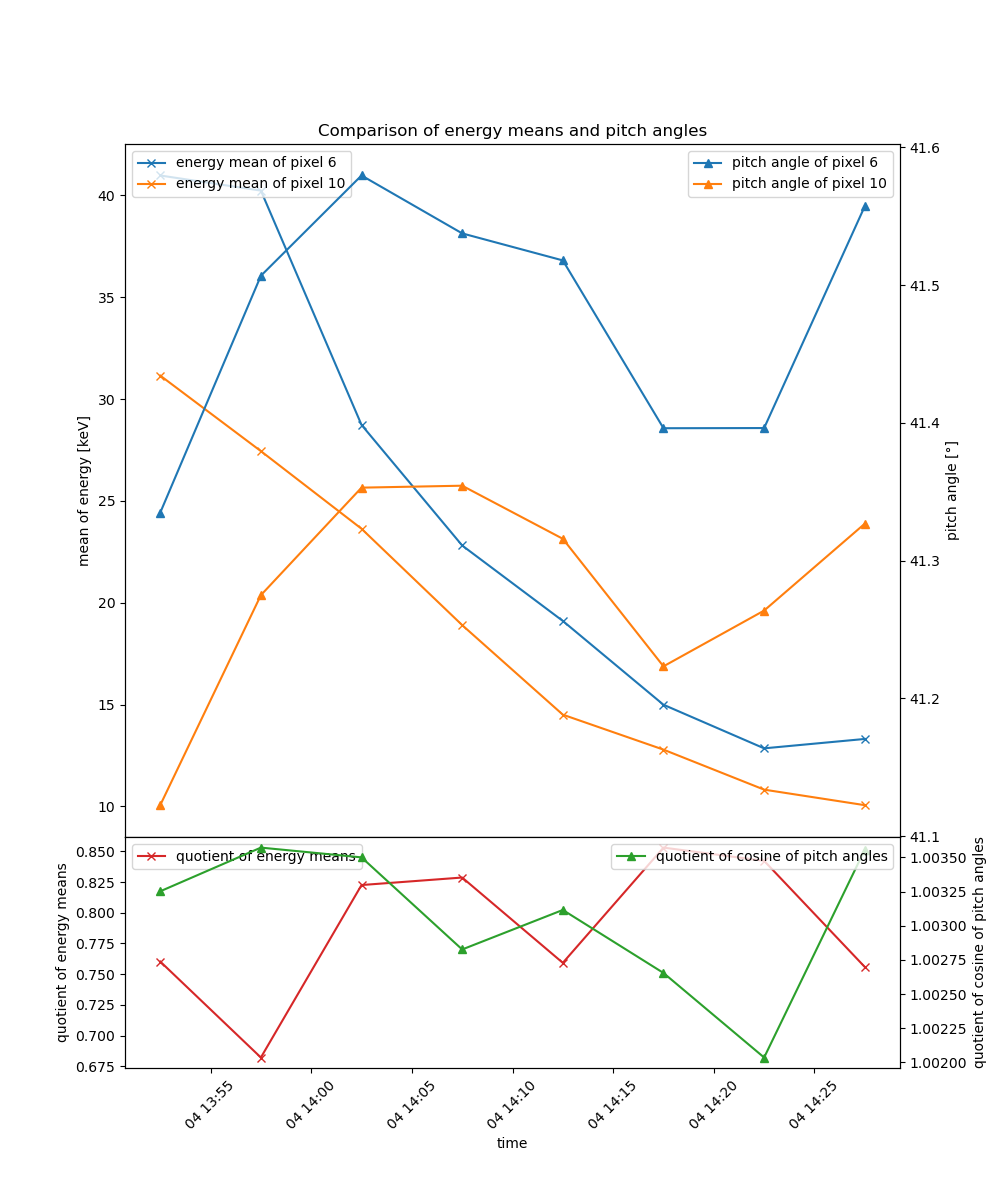 Comparison of energy means and pitch angles
energy mean of pixel 6
energy mean of pixel 10
pitch angle of pixel 6
pitch angle of pixel 10
40
35
30
25
20
15
10
mean of energy [keV]
41.6
41.5
41.4
41.3
41.2
41.1
pitch angle [°]
quotient of energy means
quotient of cosine of pitch angles
0.850
0.825
0.800
0.775
0.750
0.725
0.700
0.675
quotient of energy means
1.00350
1.00325
1.00300
1.00275
1.00250
1.00225
1.00200
quotient of cosine of pitch angles
04 13:55
04 14:00
04 14:05
04 14:10
04 14:15
04 14:20
04 14:25
time